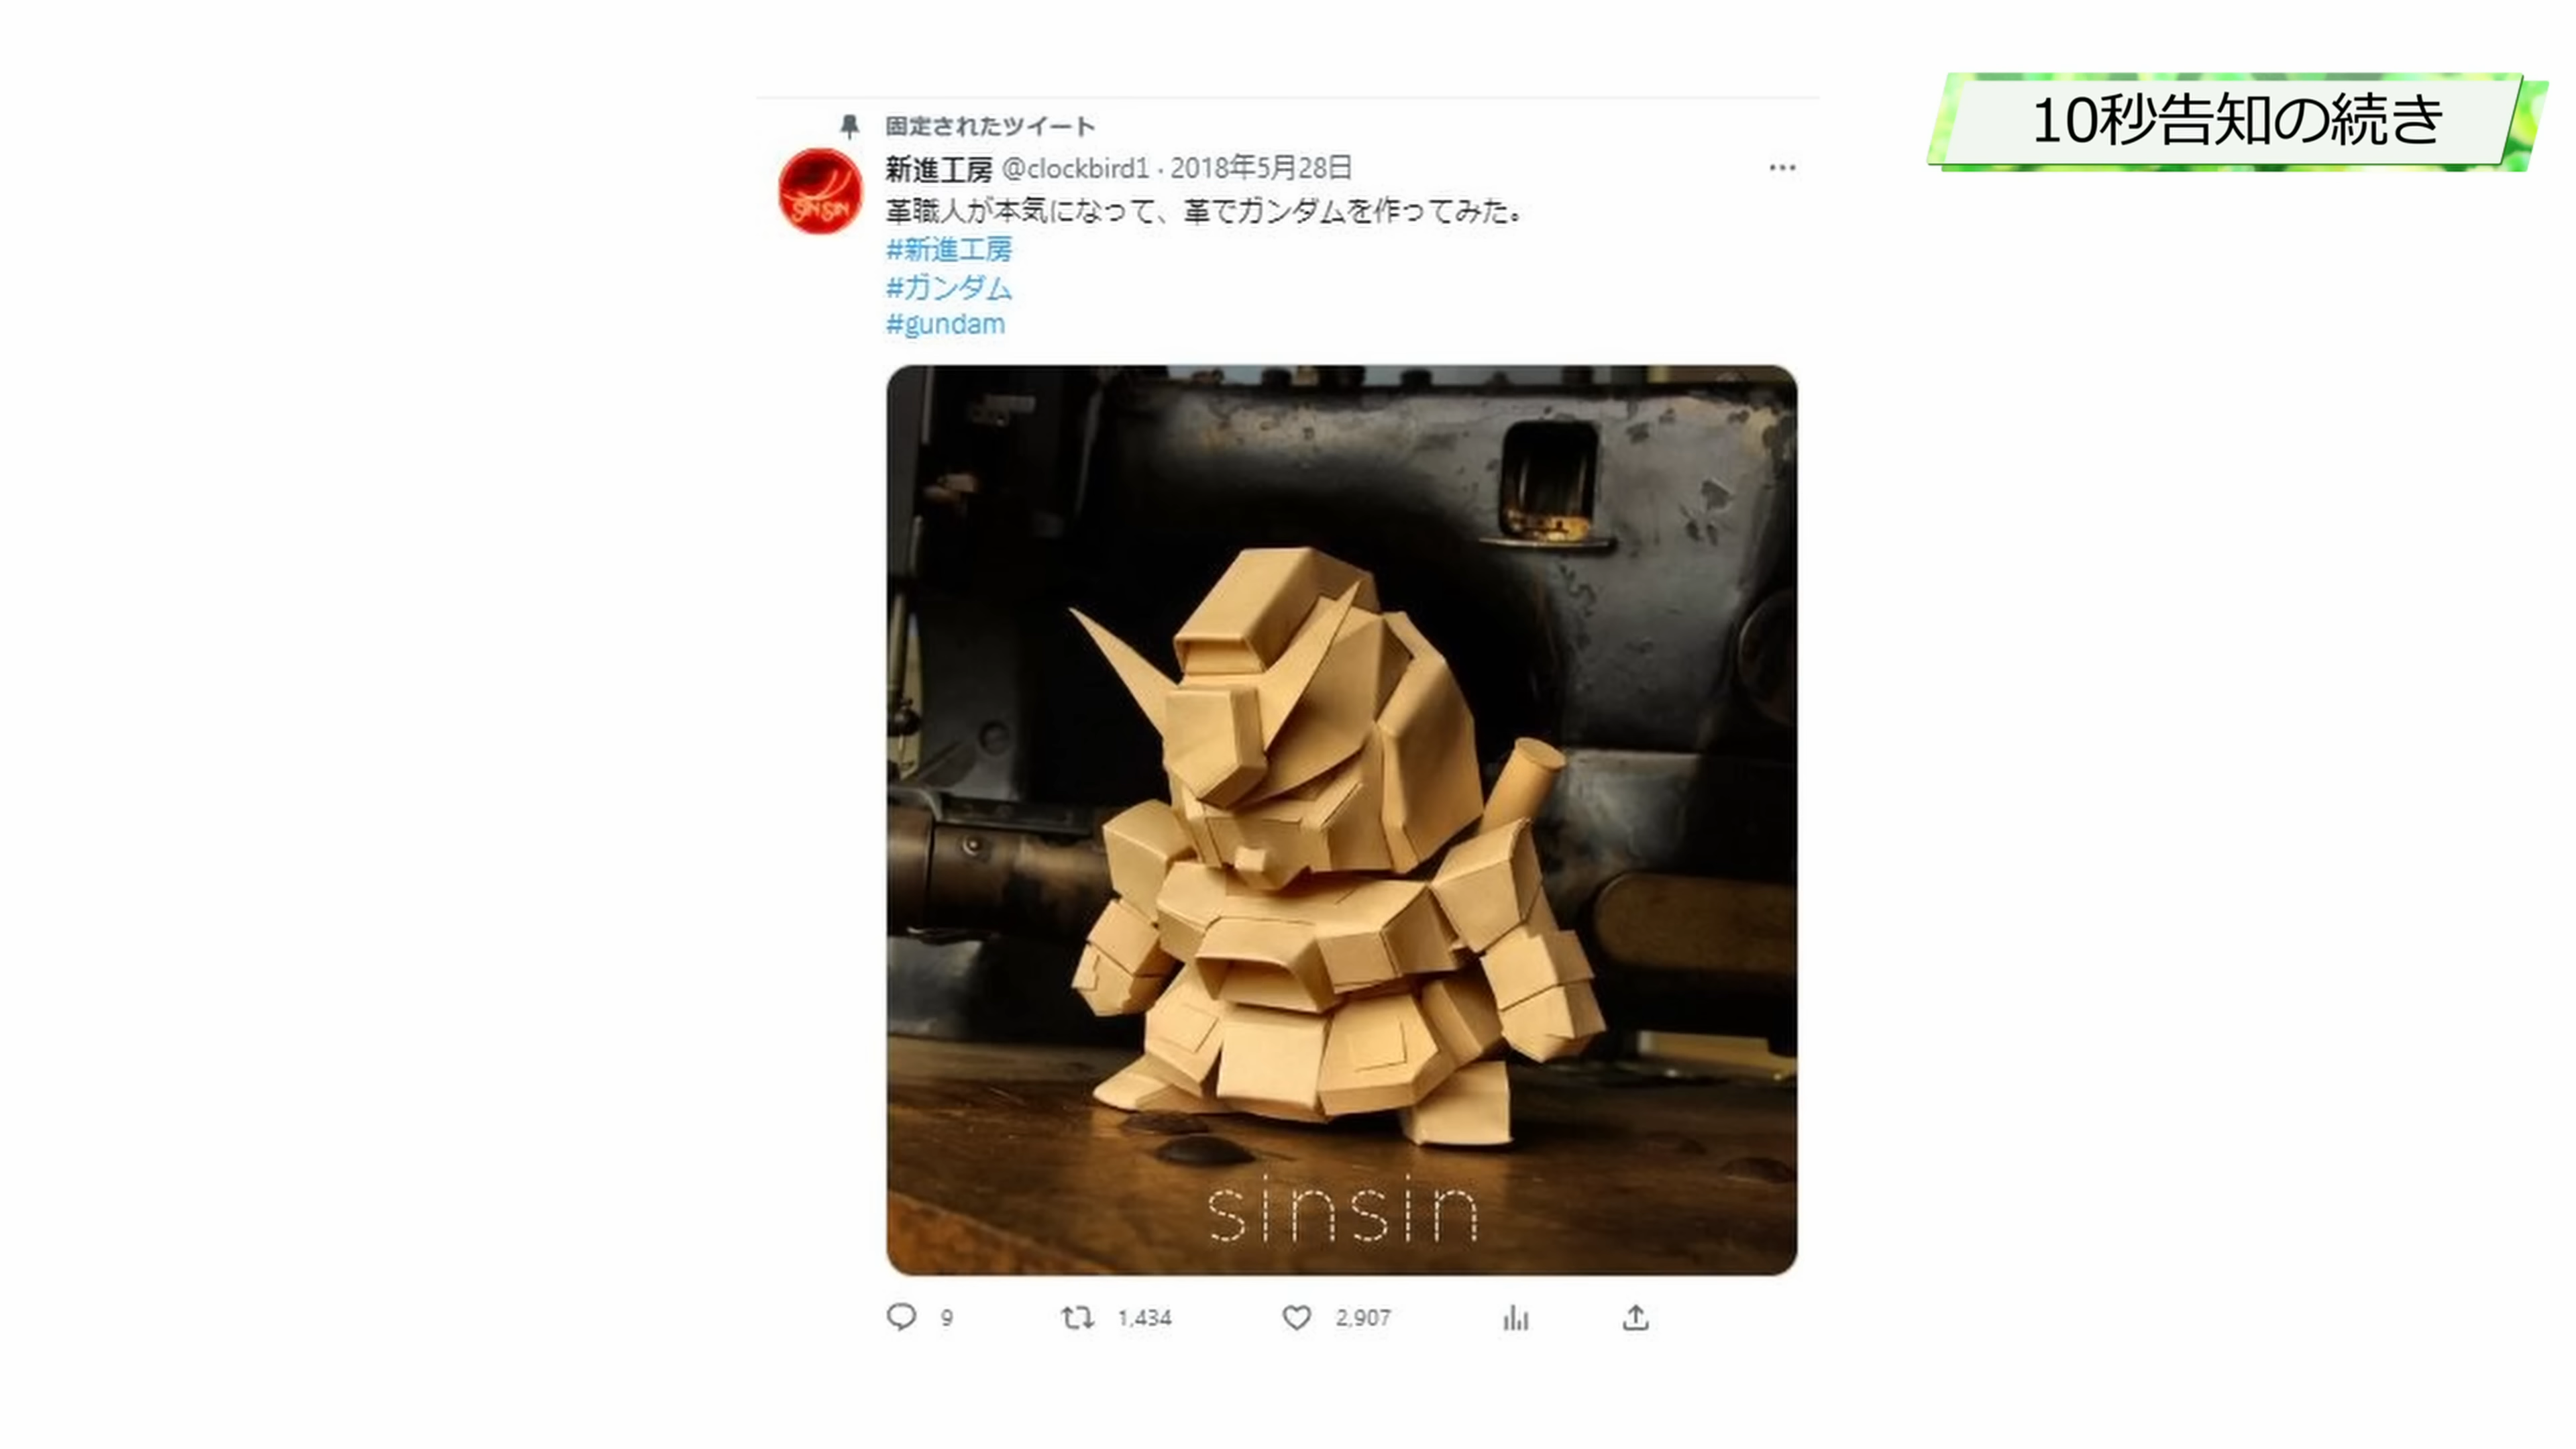 10秒告知の続き
固定されたツイート
新進工房 @clockbird1 · 2018年5月28日
革職人が本気になって、革でガンダムを作ってみた。
#新進工房
#ガンダム
#gundam
SINSIN
sinsin
9 1,434 2,907